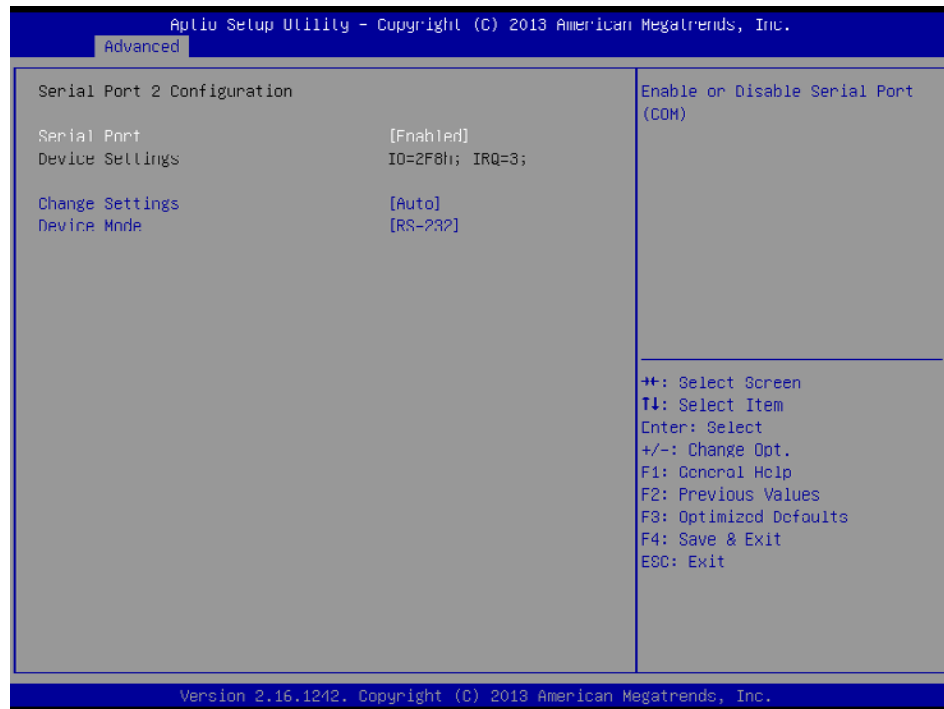 Aptio Setup Utility – Copyright (C) 2013 American Megatrends, Inc.
Advanced
Serial Port 2 Configuration
Serial Port [Enabled]
Device Settings IO=2F8h; IRQ=3;
Change Settings [Auto]
Device Mode [RS-232]
Enable or Disable Serial Port
(COM)
→←: Select Screen
↑↓: Select Item
Enter: Select
+/-: Change Opt.
F1: General Help
F2: Previous Values
F3: Optimized Defaults
F4: Save & Exit
ESC: Exit
Version 2.16.1242. Copyright (C) 2013 American Megatrends, Inc.